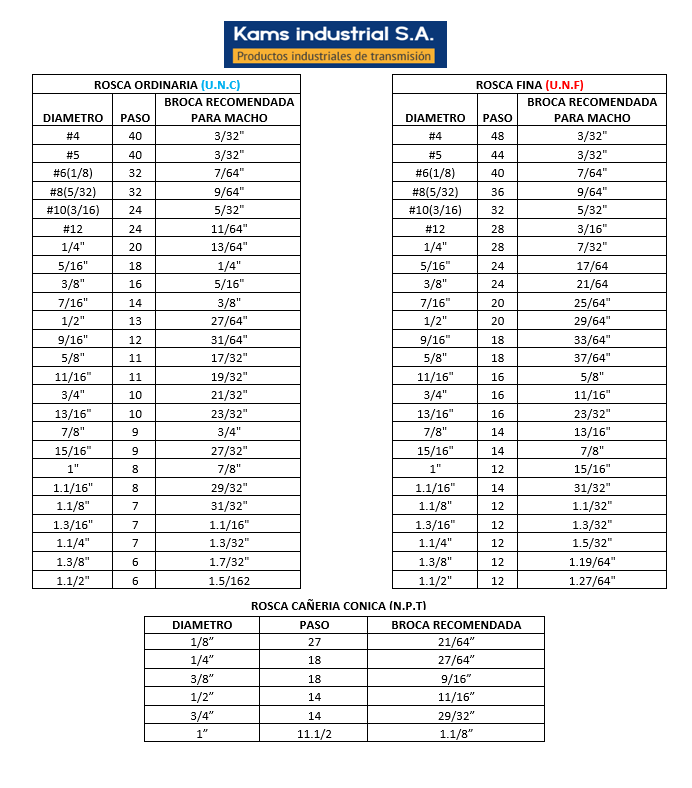 Kams industrial S.A.
Productos industriales de transmisión
ROSCA ORDINARIA (U.N.C)
DIAMETRO PASO BROCA RECOMENDADA PARA MACHO
#4 40 3/32"
#5 40 3/32"
#6(1/8) 32 7/64"
#8(5/32) 32 9/64"
#10(3/16) 24 5/32"
#12 24 11/64"
1/4" 20 13/64"
5/16" 18 1/4"
3/8" 16 5/16"
7/16" 14 3/8"
1/2" 13 27/64"
9/16" 12 31/64"
5/8" 11 17/32"
11/16" 11 19/32"
3/4" 10 21/32"
13/16" 10 23/32"
7/8" 9 3/4"
15/16" 9 27/32"
1" 8 7/8"
1.1/16" 8 29/32"
1.1/8" 7 31/32"
1.3/16" 7 1.1/16"
1.1/4" 7 1.3/32"
1.3/8" 6 1.7/32"
1.1/2" 6 1.5/162
ROSCA FINA (U.N.F)
DIAMETRO PASO BROCA RECOMENDADA PARA MACHO
#4 48 3/32"
#5 44 3/32"
#6(1/8) 40 7/64"
#8(5/32) 36 9/64"
#10(3/16) 32 5/32"
#12 28 3/16"
1/4" 28 7/32"
5/16" 24 17/64
3/8" 24 21/64
7/16" 20 25/64"
1/2" 20 29/64"
9/16" 18 33/64"
5/8" 18 37/64"
11/16" 16 5/8"
3/4" 16 11/16"
13/16" 16 23/32"
7/8" 14 13/16"
15/16" 14 7/8"
1" 12 15/16"
1.1/16" 14 31/32"
1.1/8" 12 1.1/32"
1.3/16" 12 1.3/32"
1.1/4" 12 1.5/32"
1.3/8" 12 1.19/64"
1.1/2" 12 1.27/64"
ROSCA CAÑERIA CONICA (N.P.T)
DIAMETRO PASO BROCA RECOMENDADA
1/8” 27 21/64”
1/4” 18 27/64”
3/8” 18 9/16”
1/2” 14 11/16”
3/4” 14 29/32”
1” 11.1/2 1.1/8”